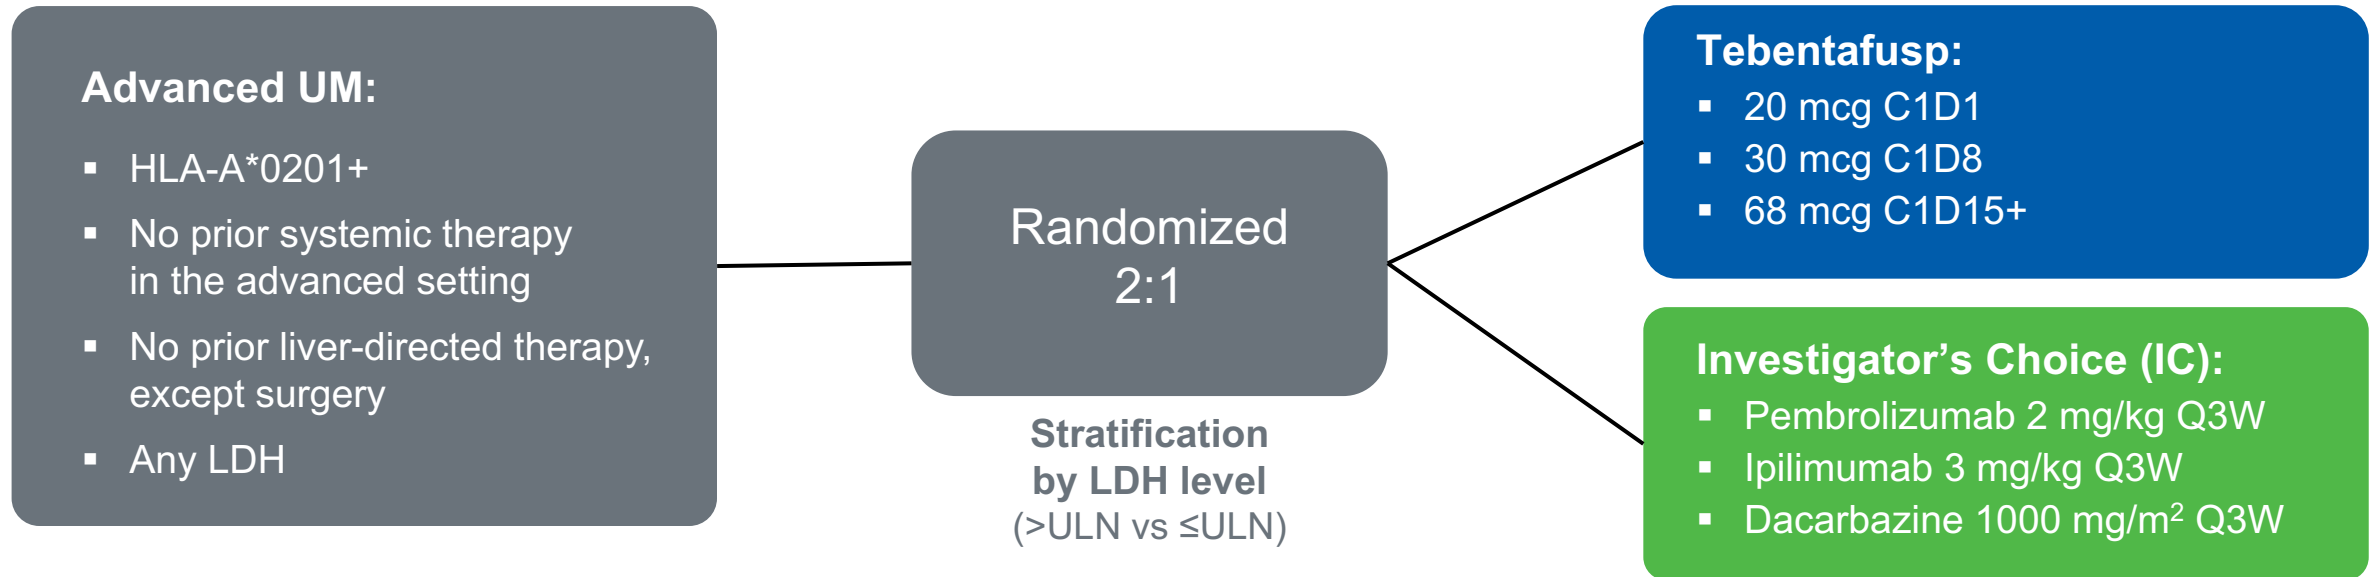 Advanced UM:
▪ HLA-A*0201+
▪ No prior systemic therapy
in the advanced setting
▪ No prior liver-directed therapy,
except surgery
▪ Any LDH
Randomized
2:1
Stratification
by LDH level
(>ULN vs ≤ULN)
Tebentafusp:
▪ 20 mcg C1D1
▪ 30 mcg C1D8
▪ 68 mcg C1D15+
Investigator’s Choice (IC):
▪ Pembrolizumab 2 mg/kg Q3W
▪ Ipilimumab 3 mg/kg Q3W
▪ Dacarbazine 1000 mg/m² Q3W